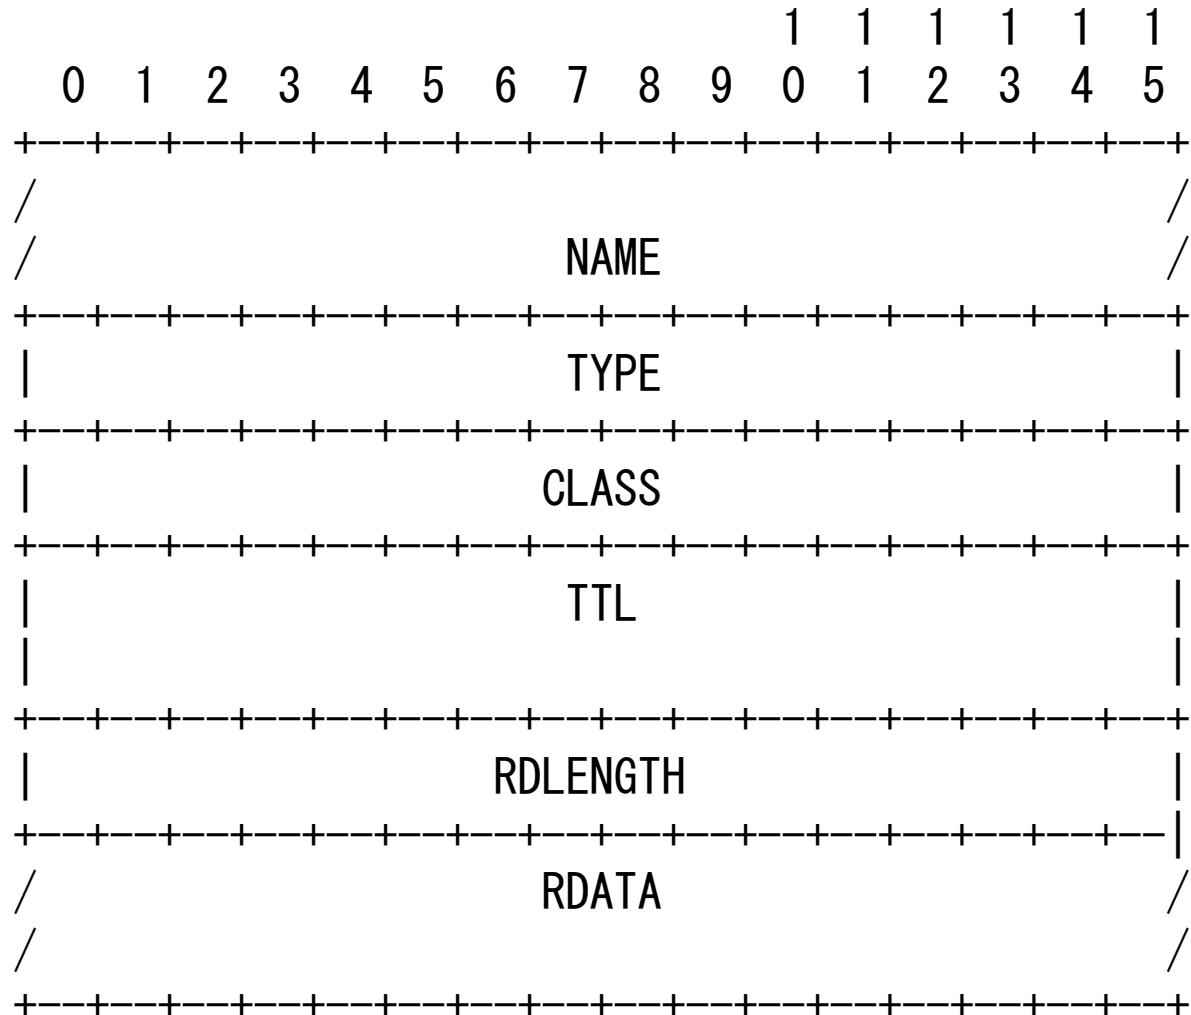 1  1  1  1  1  1
  0  1  2  3  4  5  6  7  8  9  0  1  2  3  4  5
+--+--+--+--+--+--+--+--+--+--+--+--+--+--+--+--+
/                                               /
/                      NAME                     /
+--+--+--+--+--+--+--+--+--+--+--+--+--+--+--+--+
|                      TYPE                     |
+--+--+--+--+--+--+--+--+--+--+--+--+--+--+--+--+
|                     CLASS                     |
+--+--+--+--+--+--+--+--+--+--+--+--+--+--+--+--+
|                      TTL                      |
|                                               |
+--+--+--+--+--+--+--+--+--+--+--+--+--+--+--+--+
|                   RDLENGTH                    |
+--+--+--+--+--+--+--+--+--+--+--+--+--+--+--+--|
/                     RDATA                     /
/                                               /
+--+--+--+--+--+--+--+--+--+--+--+--+--+--+--+--+